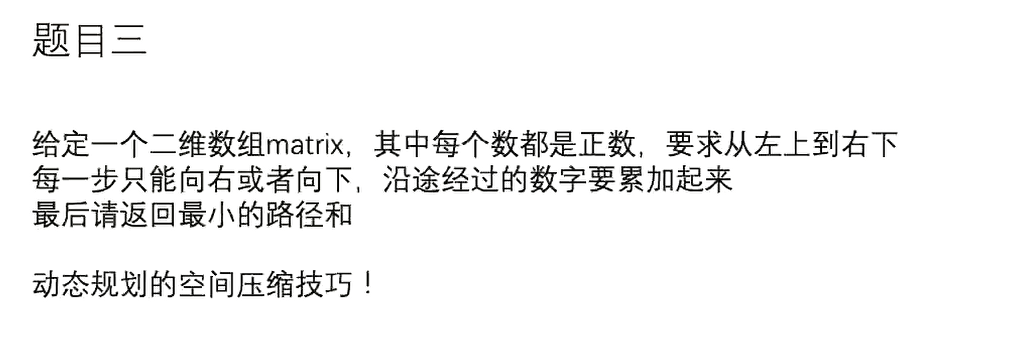 题目三
给定一个二维数组matrix，其中每个数都是正数，要求从左上到右下
每一步只能向右或者向下，沿途经过的数字要累加起来
最后请返回最小的路径和
动态规划的空间压缩技巧！